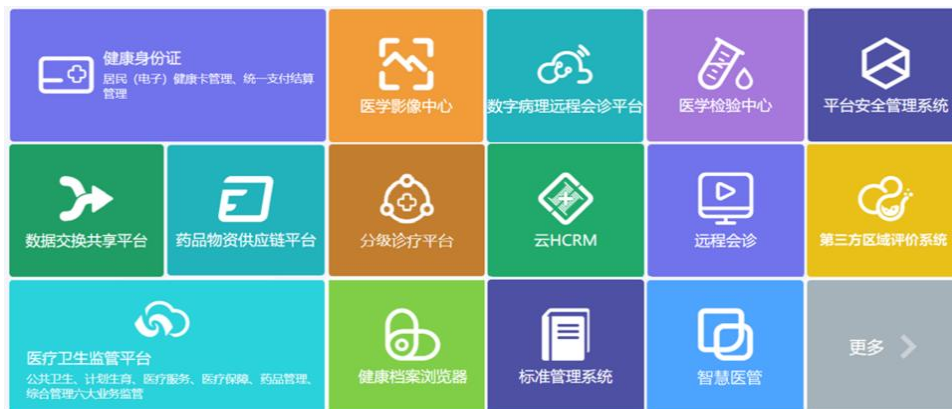 健康身份证
居民（电子）健康卡管理、统一支付结算
管理
医学影像中心
数字病理远程会诊平台
医学检验中心
平台安全管理系统
数据交换共享平台
药品物资供应链平台
分级诊疗平台
云HCRM
远程会诊
第三方区域评价系统
医疗卫生监管平台
公共卫生、计划生育、医疗服务、医疗保障、药品管理、
综合管理六大业务监管
健康档案浏览器
标准管理系统
智慧医管
更多